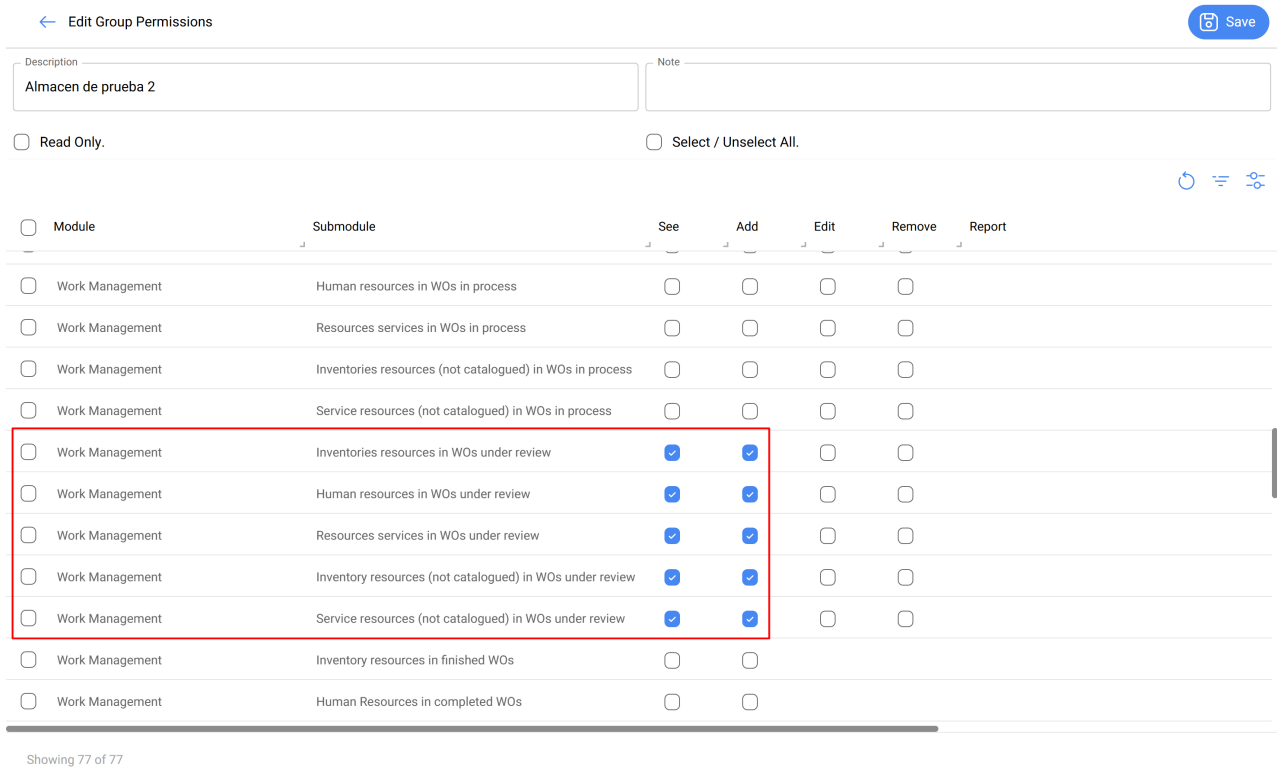 Edit Group Permissions
Save
Description
Note
Almacen de prueba 2
Read Only.
Select / Unselect All.
Module Submodule See Add Edit Remove Report
Work Management Human resources in WOs in process
Work Management Resources services in WOs in process
Work Management Inventories resources (not catalogued) in WOs in process
Work Management Service resources (not catalogued) in WOs in process
Work Management Inventories resources in WOs under review
Work Management Human resources in WOs under review
Work Management Resources services in WOs under review
Work Management Inventory resources (not catalogued) in WOs under review
Work Management Service resources (not catalogued) in WOs under review
Work Management Inventory resources in finished WOs
Work Management Human Resources in completed WOs
Showing 77 of 77